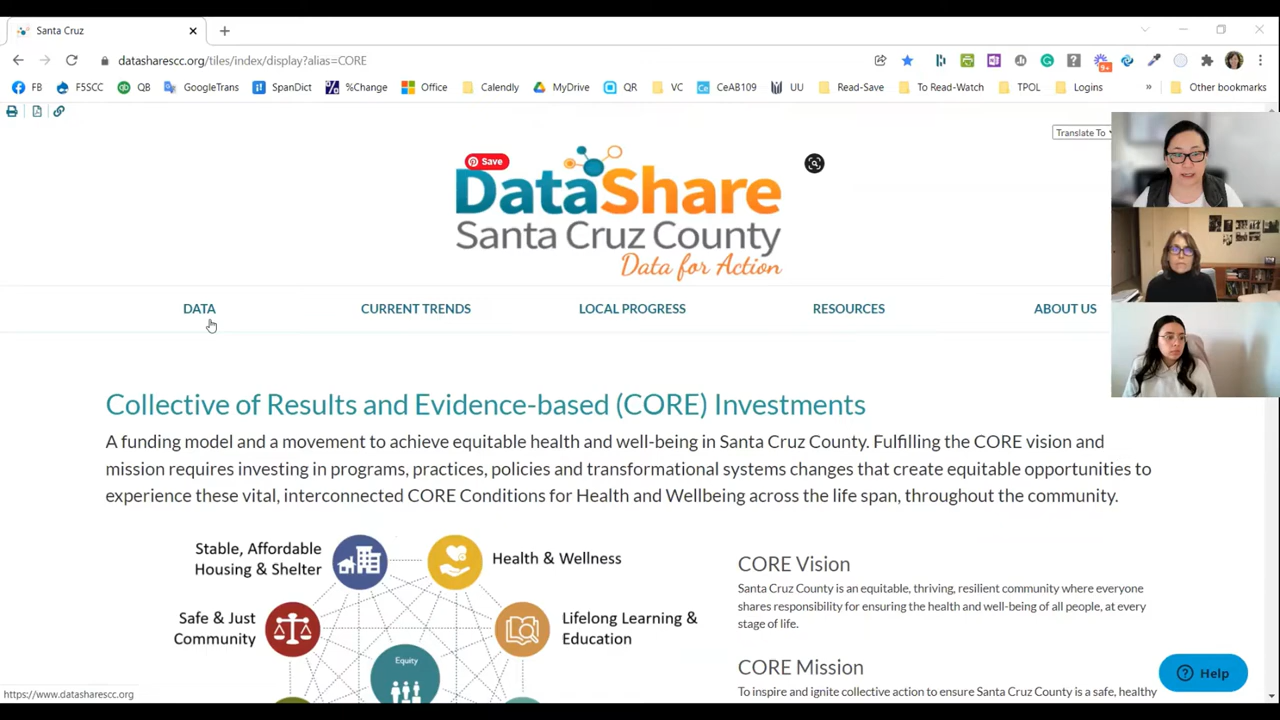 Santa Cruz
datasharescc.org/tiles/index/display?alias=CORE
FB
F5SCC
QB
GoogleTrans
SpanDict
%Change
Office
Calendly
MyDrive
QR
VC
CeAB109
UU
Read-Save
To Read-Watch
TPOL
Logins
»
Other bookmarks
9+
Translate To
Save
DataShare
Santa Cruz County
Data for Action
DATA
CURRENT TRENDS
LOCAL PROGRESS
RESOURCES
ABOUT US
Collective of Results and Evidence-based (CORE) Investments
A funding model and a movement to achieve equitable health and well-being in Santa Cruz County. Fulfilling the CORE vision and
mission requires investing in programs, practices, policies and transformational systems changes that create equitable opportunities to
experience these vital, interconnected CORE Conditions for Health and Wellbeing across the life span, throughout the community.
Stable, Affordable
Housing & Shelter
Health & Wellness
Safe & Just
Community
Lifelong Learning &
Education
Equity
CORE Vision
Santa Cruz County is an equitable, thriving, resilient community where everyone
shares responsibility for ensuring the health and well-being of all people, at every
stage of life.
CORE Mission
To inspire and ignite collective action to ensure Santa Cruz County is a safe, healthy
Help
https://www.datasharescc.org